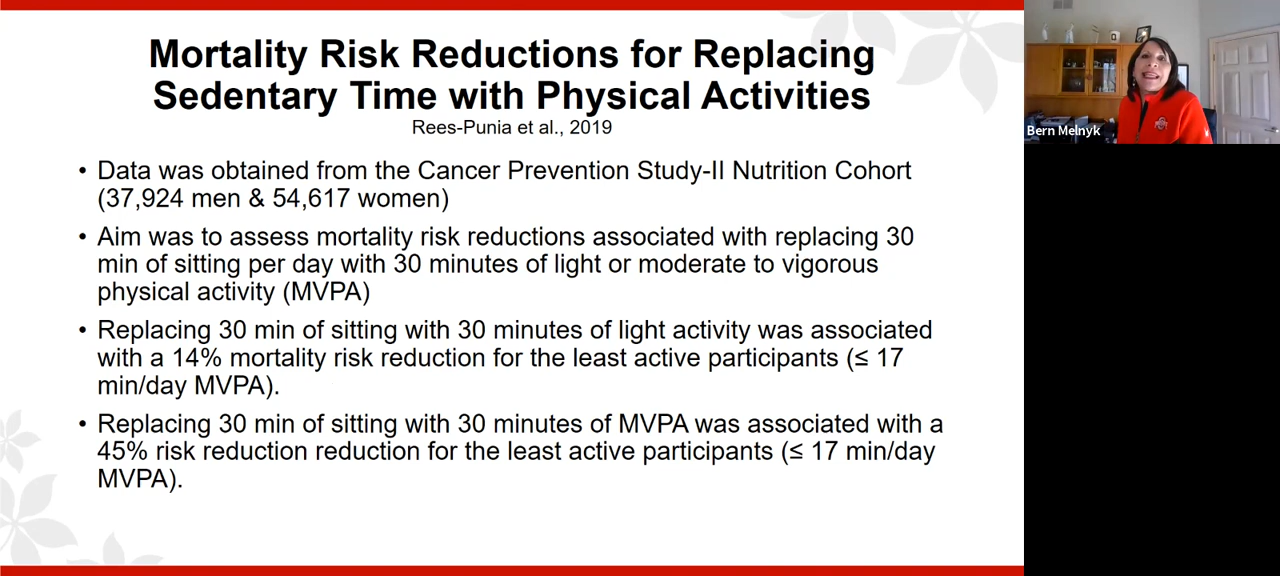 Mortality Risk Reductions for Replacing
Sedentary Time with Physical Activities
Rees-Punia et al., 2019
• Data was obtained from the Cancer Prevention Study-II Nutrition Cohort
(37,924 men & 54,617 women)
• Aim was to assess mortality risk reductions associated with replacing 30
min of sitting per day with 30 minutes of light or moderate to vigorous
physical activity (MVPA)
• Replacing 30 min of sitting with 30 minutes of light activity was associated
with a 14% mortality risk reduction for the least active participants (≤ 17
min/day MVPA).
• Replacing 30 min of sitting with 30 minutes of MVPA was associated with a
45% risk reduction reduction for the least active participants (≤ 17 min/day
MVPA).
Bern Melnyk